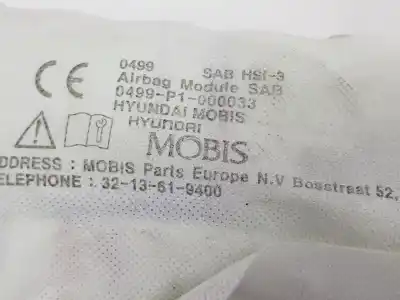 CE
0499 SAB HSI-3
Airbag Module SAB
0499-P1-000033
HYUNDAI MOBIS
HYUNDAI
MOBIS
ADDRESS : MOBIS Parts Europe N.V Bosstraat 52,
TELEPHONE : 32-13-61-9400